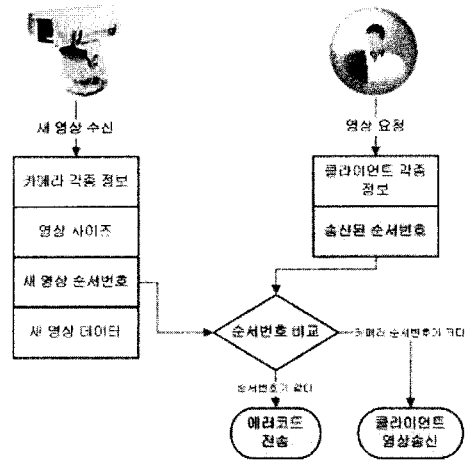 새 영상 수신
영상 요청
카메라 각종 정보
영상 사이즈
새 영상 순서번호
새 영상 데이터
클라이언트 각종
정보
송신된 순서번호
순서번호 비교
카메라 순서번호가 크다
순서번호가 같다
에러코드
전송
클라이언트
영상송신